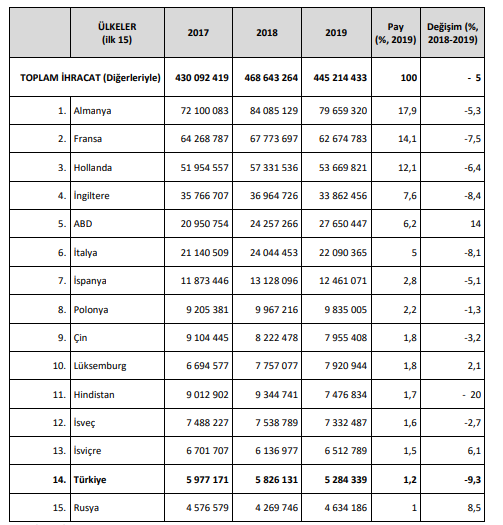 ÜLKELER (ilk 15) 2017 2018 2019 Pay (%, 2019) Değişim (%, 2018-2019)
TOPLAM İHRACAT (Diğerleriyle) 430 092 419 468 643 264 445 214 433 100 - 5
1. Almanya 72 100 083 84 085 129 79 659 320 17,9 -5,3
2. Fransa 64 268 787 67 773 697 62 674 783 14,1 -7,5
3. Hollanda 51 954 557 57 331 536 53 669 821 12,1 -6,4
4. İngiltere 35 766 707 36 964 726 33 862 456 7,6 -8,4
5. ABD 20 950 754 24 257 266 27 650 447 6,2 14
6. İtalya 21 140 509 24 044 453 22 090 365 5 -8,1
7. İspanya 11 873 446 13 128 096 12 461 071 2,8 -5,1
8. Polonya 9 205 381 9 967 216 9 835 005 2,2 -1,3
9. Çin 9 104 445 8 222 478 7 955 408 1,8 -3,2
10. Lüksemburg 6 694 577 7 757 077 7 920 944 1,8 2,1
11. Hindistan 9 012 902 9 344 741 7 476 834 1,7 - 20
12. İsveç 7 488 227 7 538 789 7 332 487 1,6 -2,7
13. İsviçre 6 701 707 6 136 977 6 512 789 1,5 6,1
14. Türkiye 5 977 171 5 826 131 5 284 339 1,2 -9,3
15. Rusya 4 576 579 4 269 746 4 634 186 1 8,5